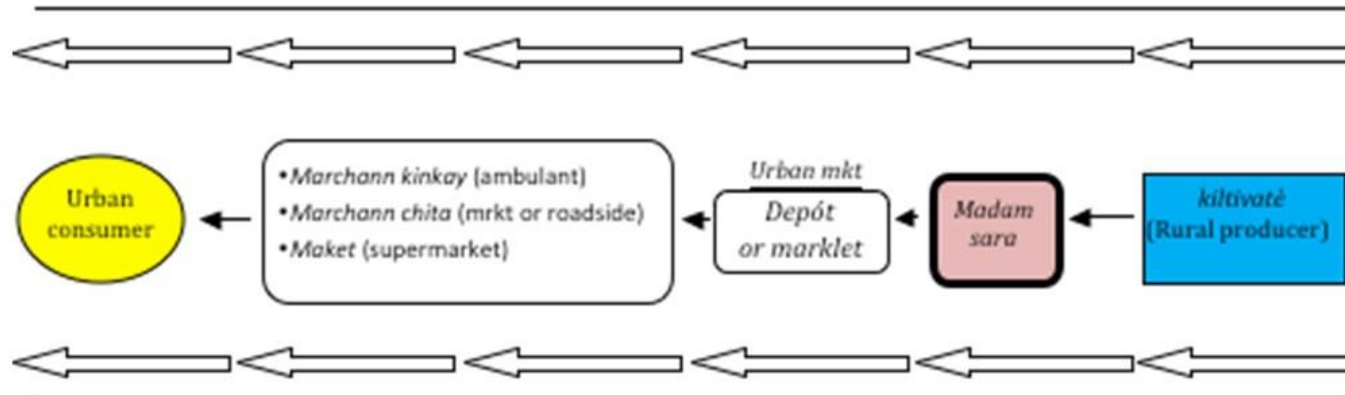 Urban
consumer
•Marchann kinkay (ambulant)
•Marchann chita (mrkt or roadside)
•Maket (supermarket)
Urban mkt
Depót
or marklet
Madam
sara
kiltivatè
(Rural producer)